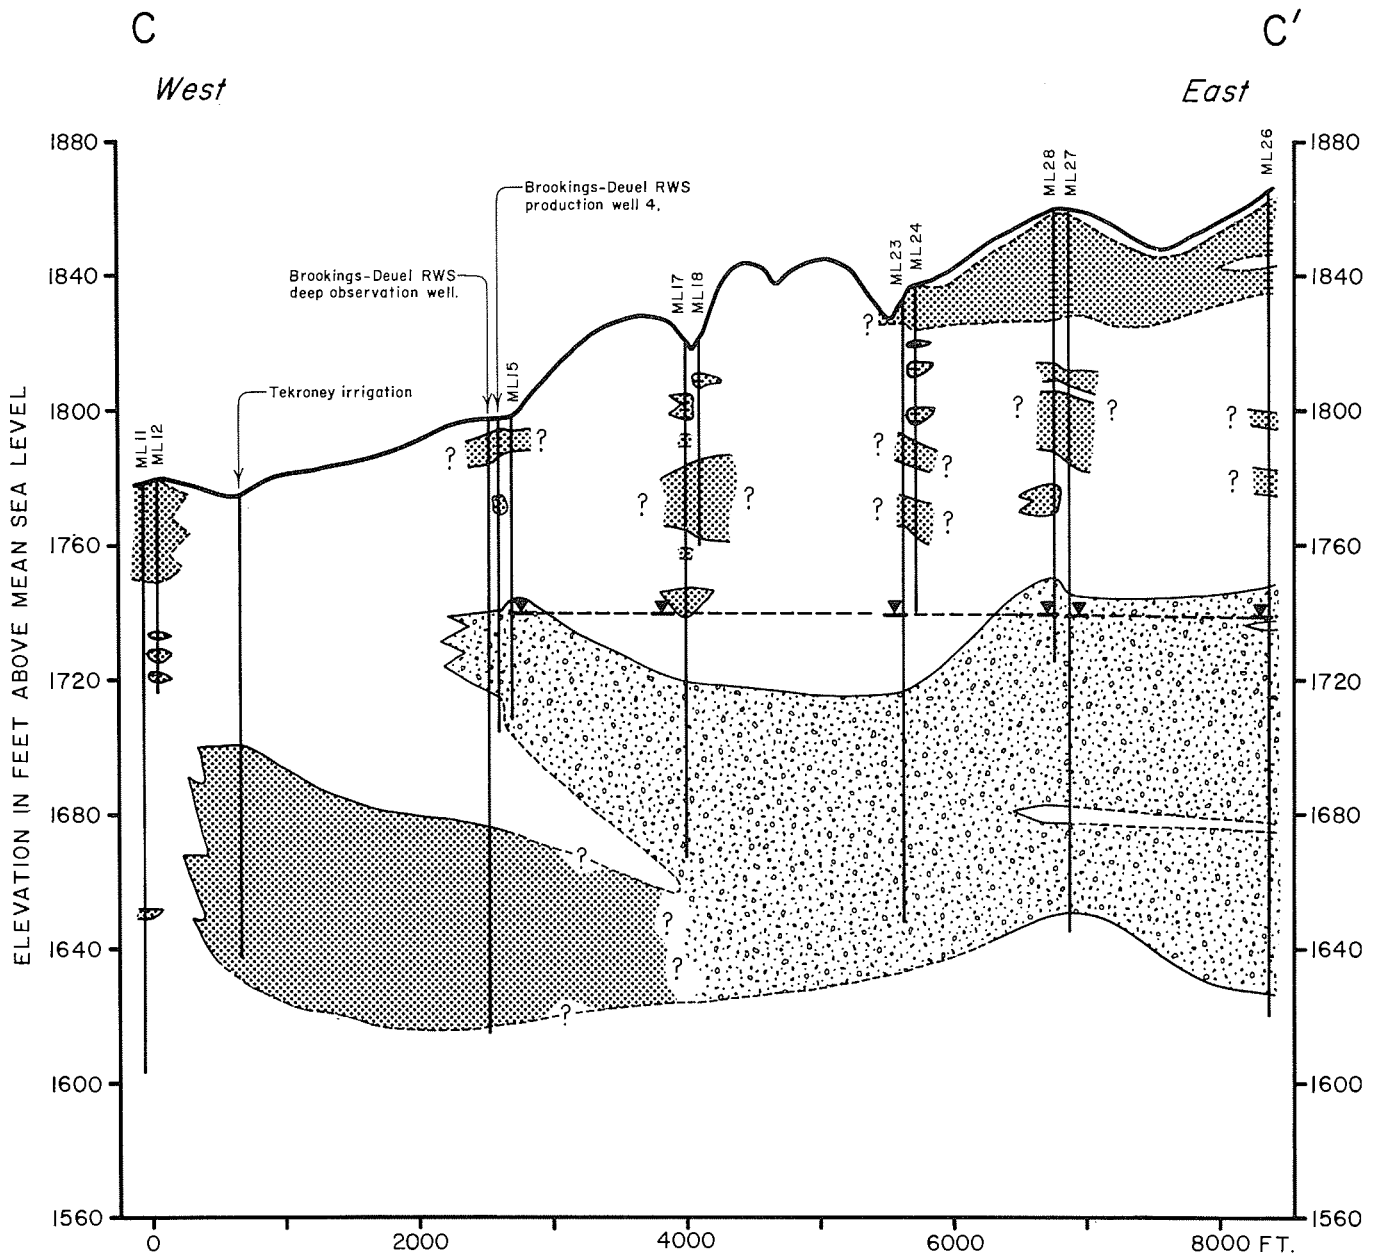 C
C'
West
East
1880
1880
ML26
ML28
ML27
Brookings-Deuel RWS
production well 4.
ML23
ML24
1840
Brookings-Deuel RWS
deep observation well.
ML17
ML18
1840
?
ML15
Tekroney irrigation
1800
1800
ML11
ML12
? ?
? ?
? ?
?
? ?
? ?
?
? ?
1760
1760
1720
1720
1680
1680
?
?
?
?
1640
1640
1600
1600
1560
1560
ELEVATION IN FEET ABOVE MEAN SEA LEVEL
0 2000 4000 6000 8000 FT.